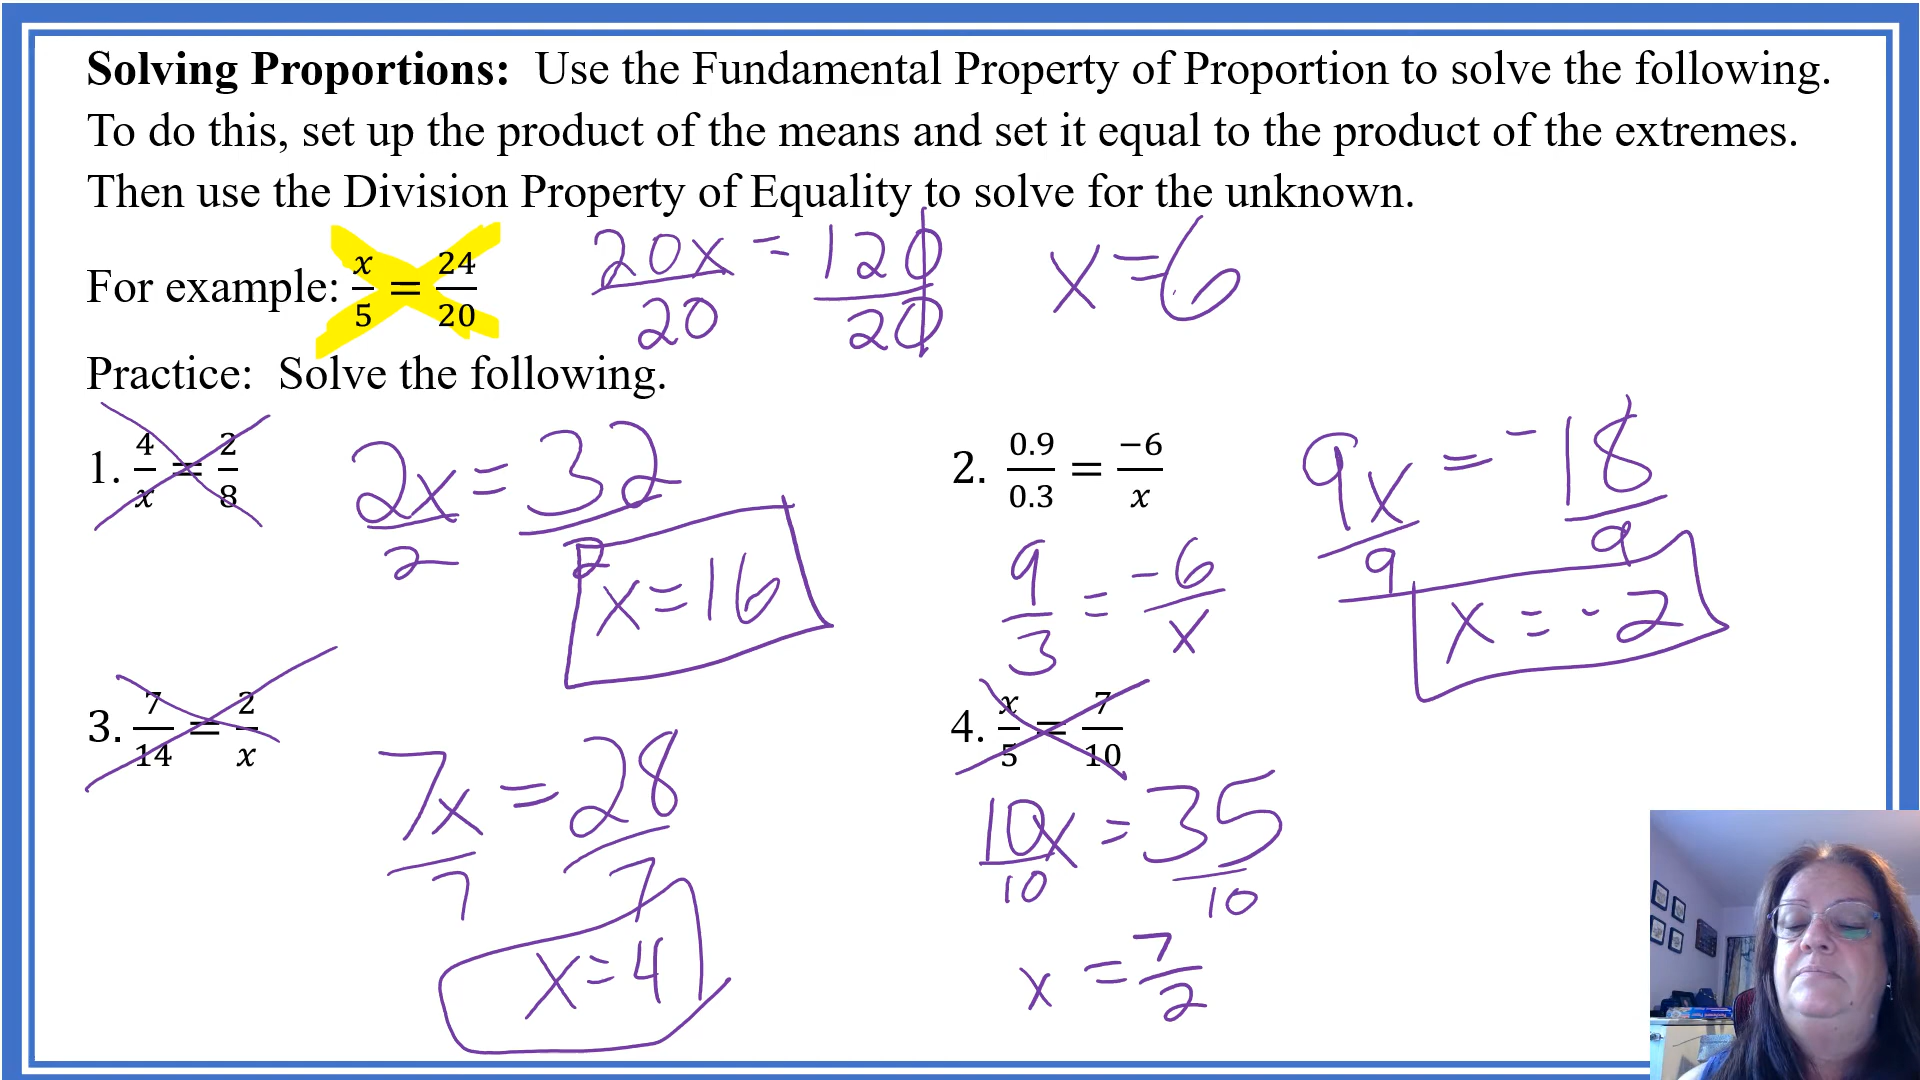 Solving Proportions: Use the Fundamental Property of Proportion to solve the following.
To do this, set up the product of the means and set it equal to the product of the extremes.
Then use the Division Property of Equality to solve for the unknown.
For example: x/5 = 24/20
20x/20 = 120/20
x=6
Practice: Solve the following.
1. 4/x = 2/8
2x/2 = 32/2
x=16
2. 0.9/0.3 = −6/x
9/3 = -6/x
9x/9 = -18/9
x = -2
3. 7/14 = 2/x
7x/7 = 28/7
x=4
4. x/5 = 7/10
10x/10 = 35/10
x = 7/2